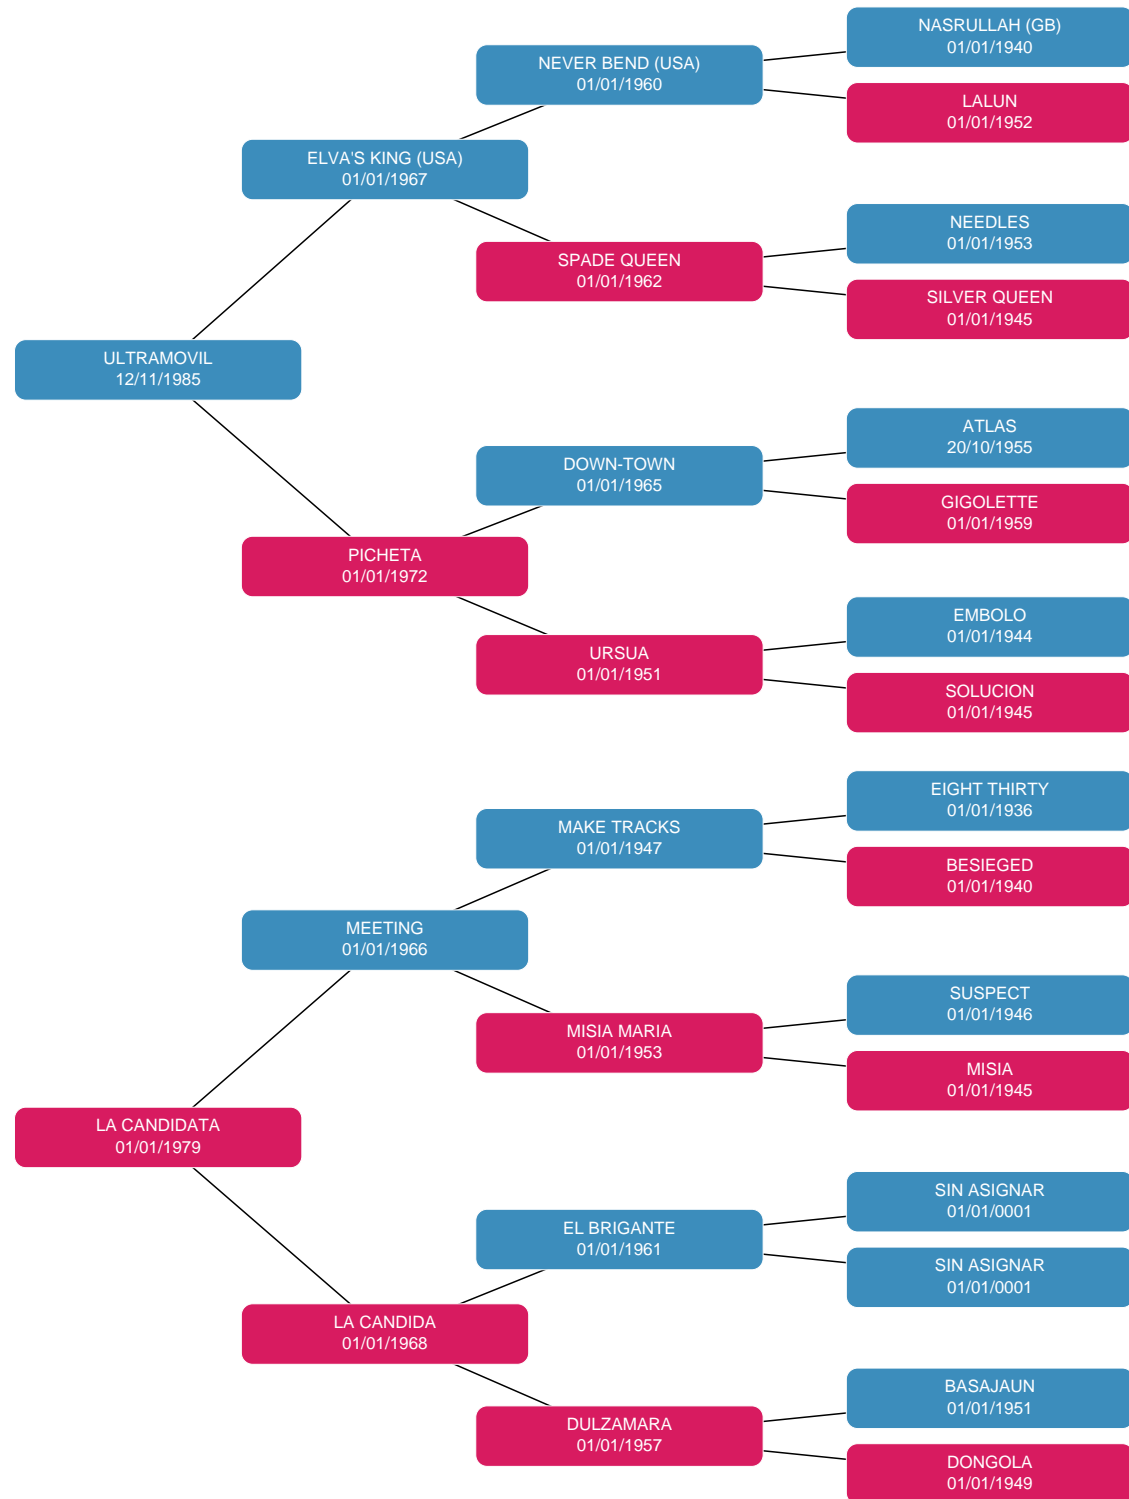 NASRULLAH (GB)
01/01/1940
NEVER BEND (USA)
01/01/1960
LALUN
01/01/1952
ELVA'S KING (USA)
01/01/1967
NEEDLES
01/01/1953
SPADE QUEEN
01/01/1962
SILVER QUEEN
01/01/1945
ULTRAMOVIL
12/11/1985
ATLAS
20/10/1955
DOWN-TOWN
01/01/1965
GIGOLETTE
01/01/1959
PICHETA
01/01/1972
EMBOLO
01/01/1944
URSUA
01/01/1951
SOLUCION
01/01/1945
EIGHT THIRTY
01/01/1936
MAKE TRACKS
01/01/1947
BESIEGED
01/01/1940
MEETING
01/01/1966
SUSPECT
01/01/1946
MISIA MARIA
01/01/1953
MISIA
01/01/1945
LA CANDIDATA
01/01/1979
SIN ASIGNAR
01/01/0001
EL BRIGANTE
01/01/1961
SIN ASIGNAR
01/01/0001
LA CANDIDA
01/01/1968
BASAJAUN
01/01/1951
DULZAMARA
01/01/1957
DONGOLA
01/01/1949